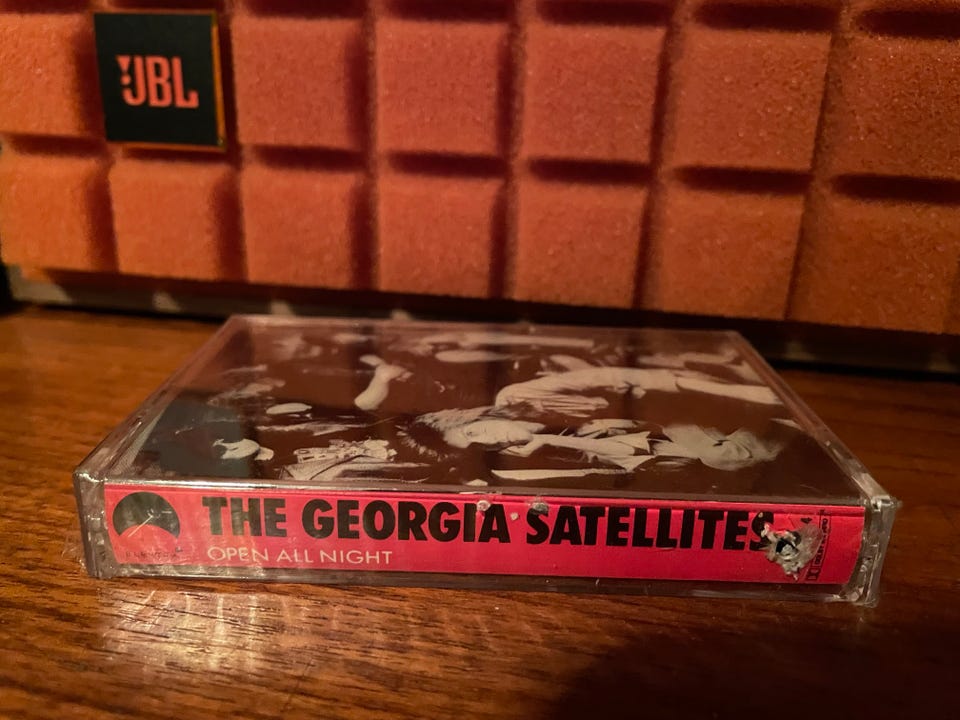 JBL
THE GEORGIA SATELLITES
OPEN ALL NIGHT